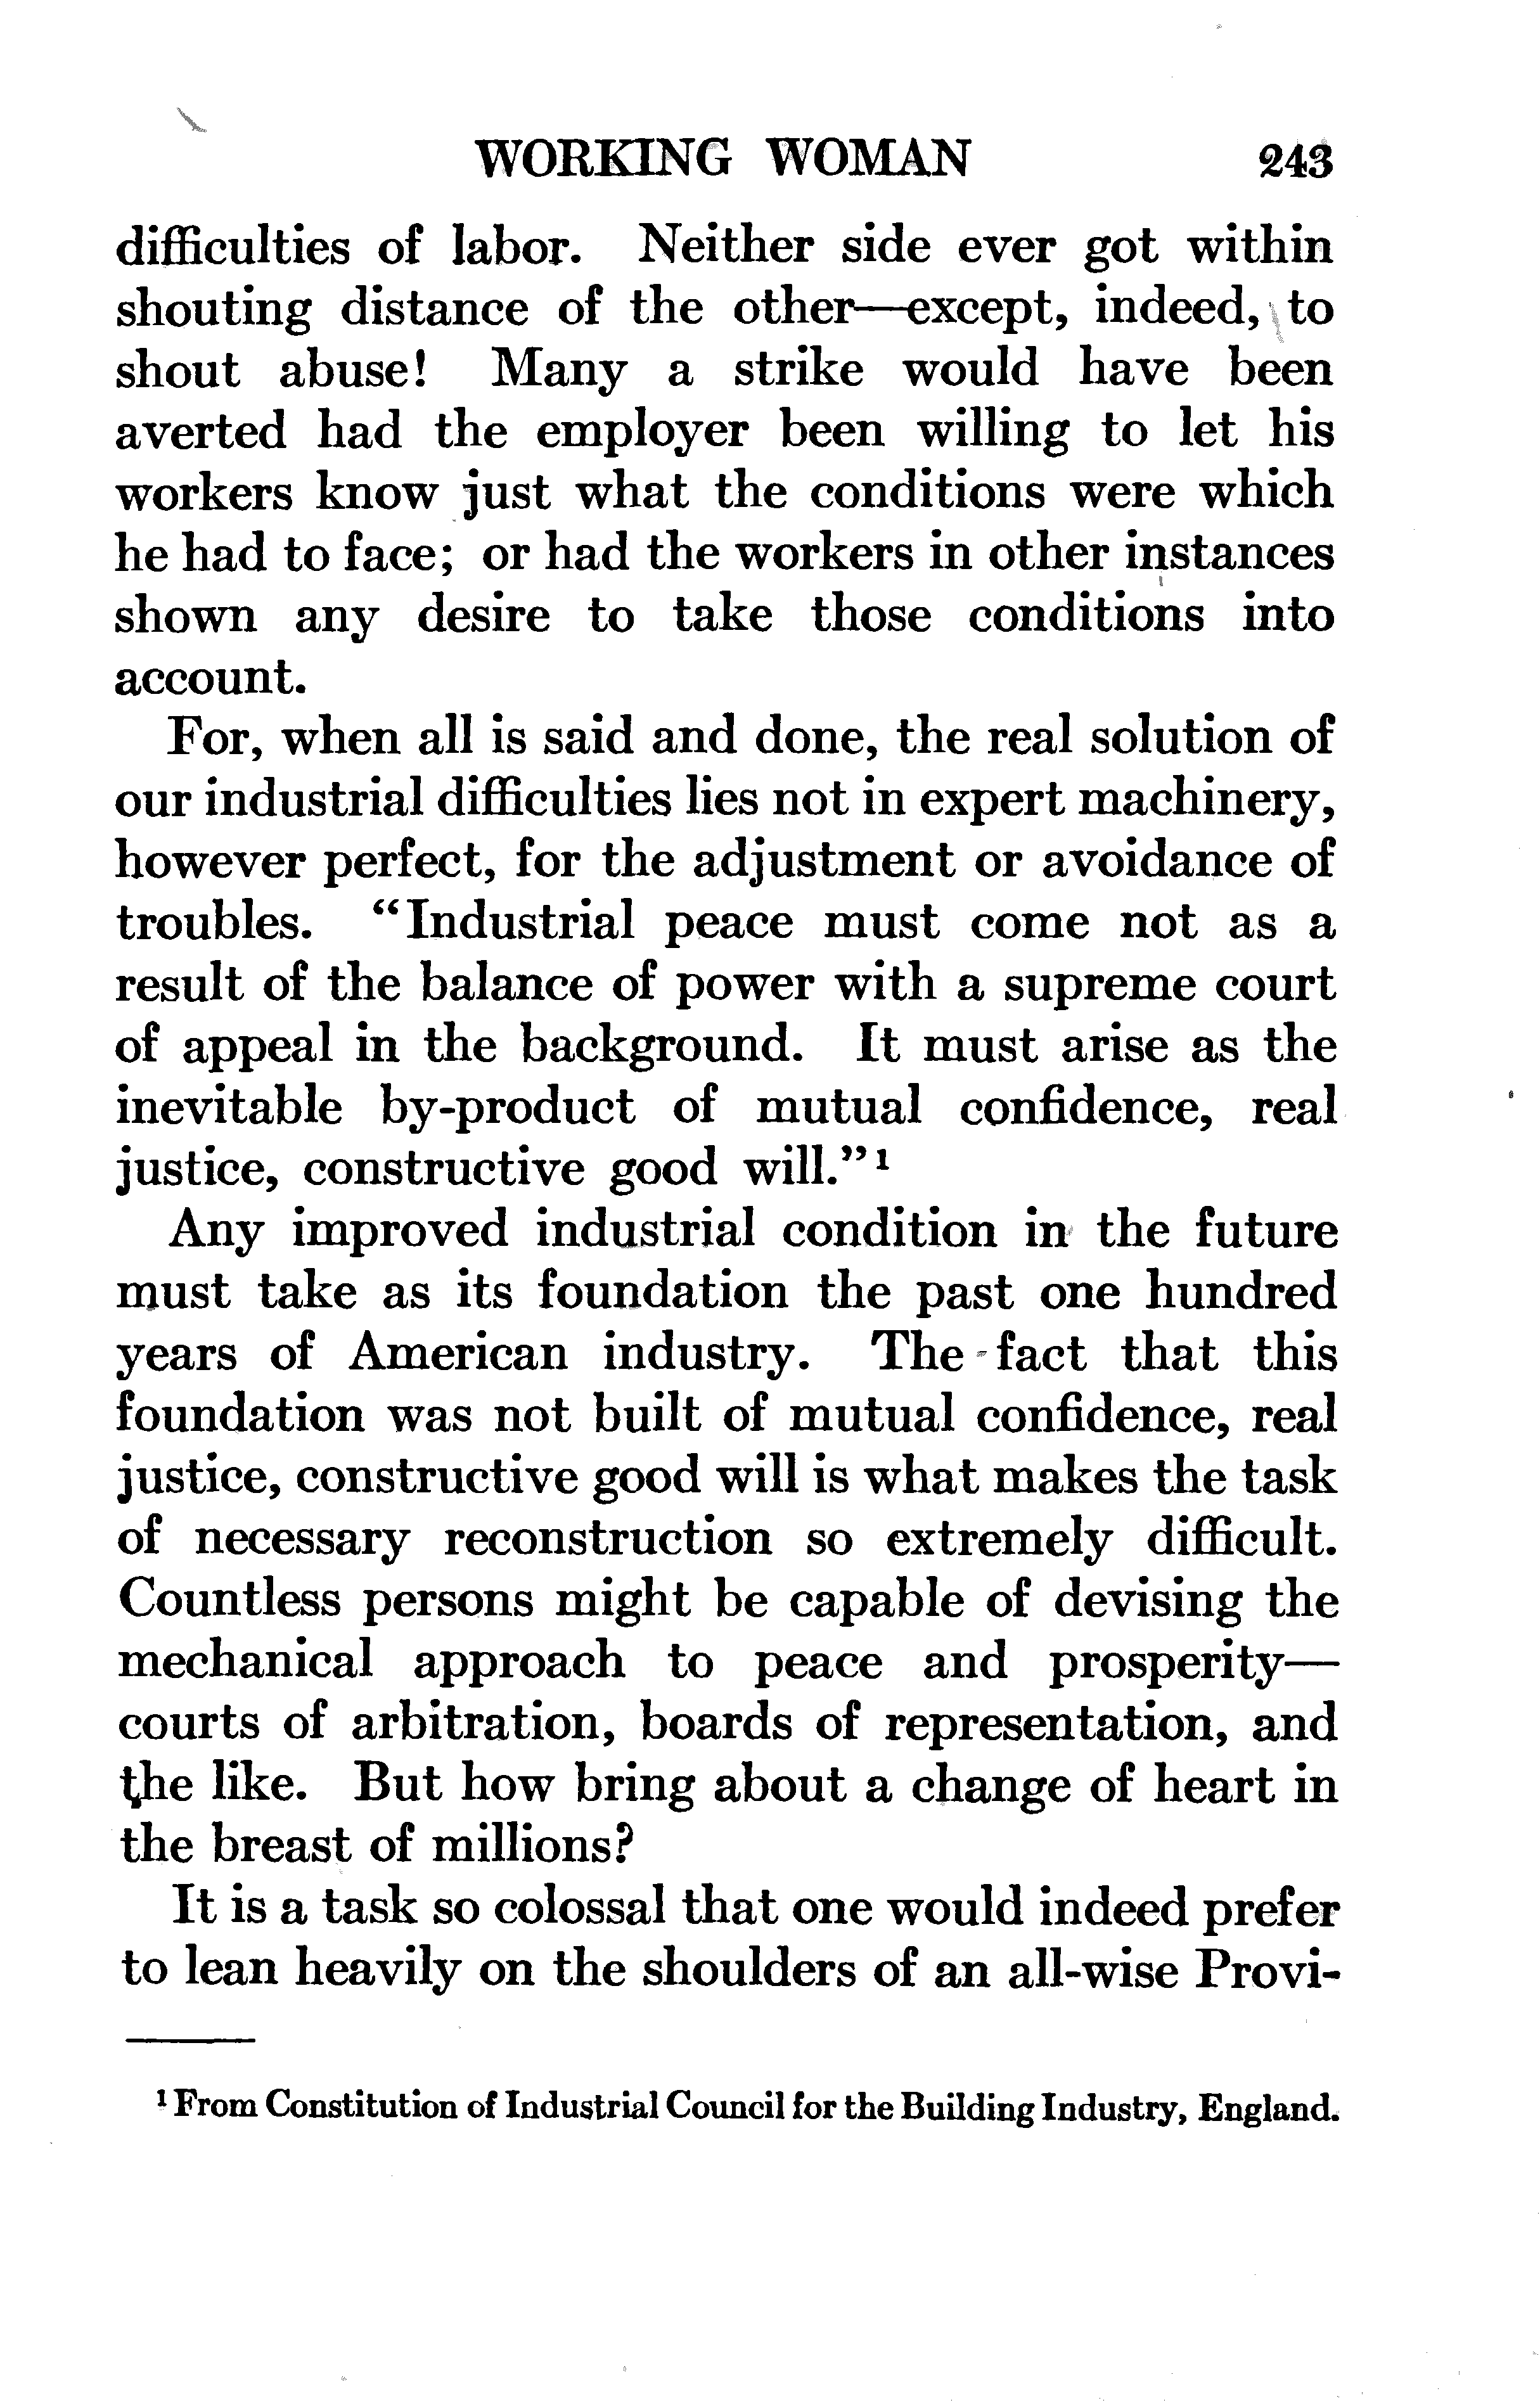 WORKING WOMAN 243
difficulties of labor. Neither side ever got within
shouting distance of the other—except, indeed, to
shout abuse! Many a strike would have been
averted had the employer been willing to let his
workers know just what the conditions were which
he had to face; or had the workers in other instances
shown any desire to take those conditions into
account.
For, when all is said and done, the real solution of
our industrial difficulties lies not in expert machinery,
however perfect, for the adjustment or avoidance of
troubles. “Industrial peace must come not as a
result of the balance of power with a supreme court
of appeal in the background. It must arise as the
inevitable by-product of mutual confidence, real
justice, constructive good will.”¹
Any improved industrial condition in the future
must take as its foundation the past one hundred
years of American industry. The fact that this
foundation was not built of mutual confidence, real
justice, constructive good will is what makes the task
of necessary reconstruction so extremely difficult.
Countless persons might be capable of devising the
mechanical approach to peace and prosperity—
courts of arbitration, boards of representation, and
the like. But how bring about a change of heart in
the breast of millions?
It is a task so colossal that one would indeed prefer
to lean heavily on the shoulders of an all-wise Provi-
¹ From Constitution of Industrial Council for the Building Industry, England.